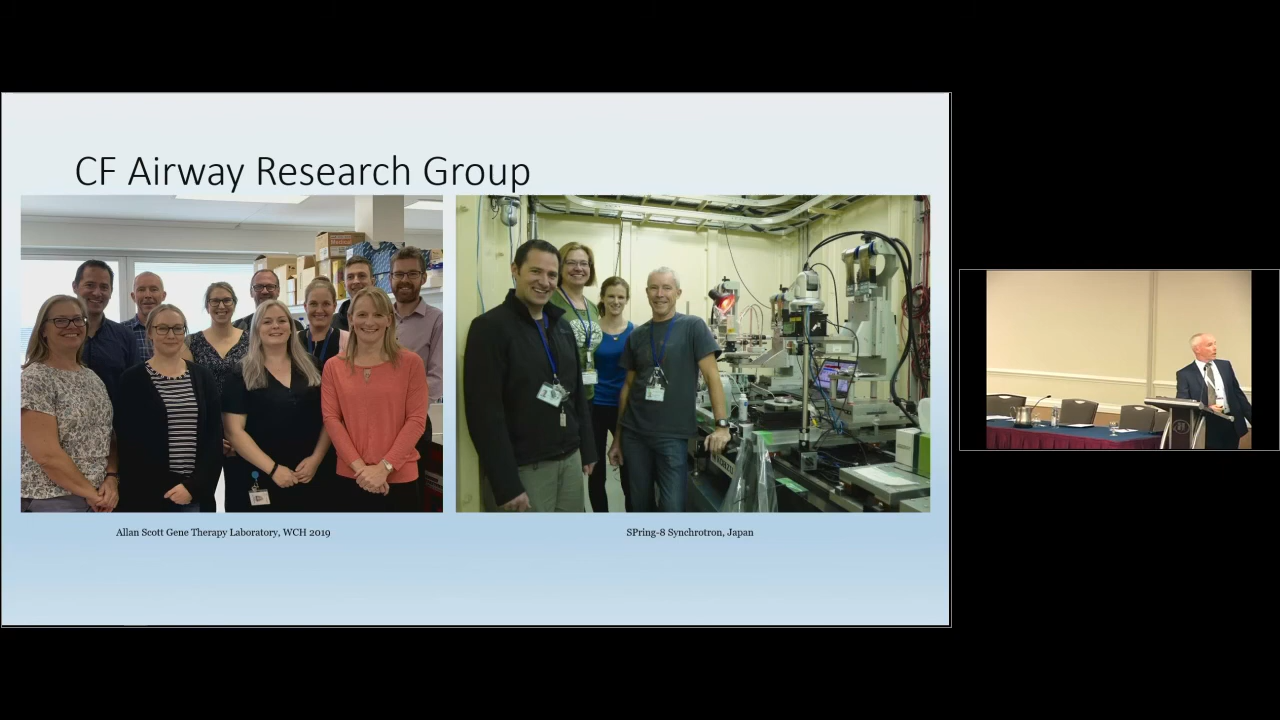 CF Airway Research Group
Allan Scott Gene Therapy Laboratory, WCH 2019
SPring-8 Synchrotron, Japan